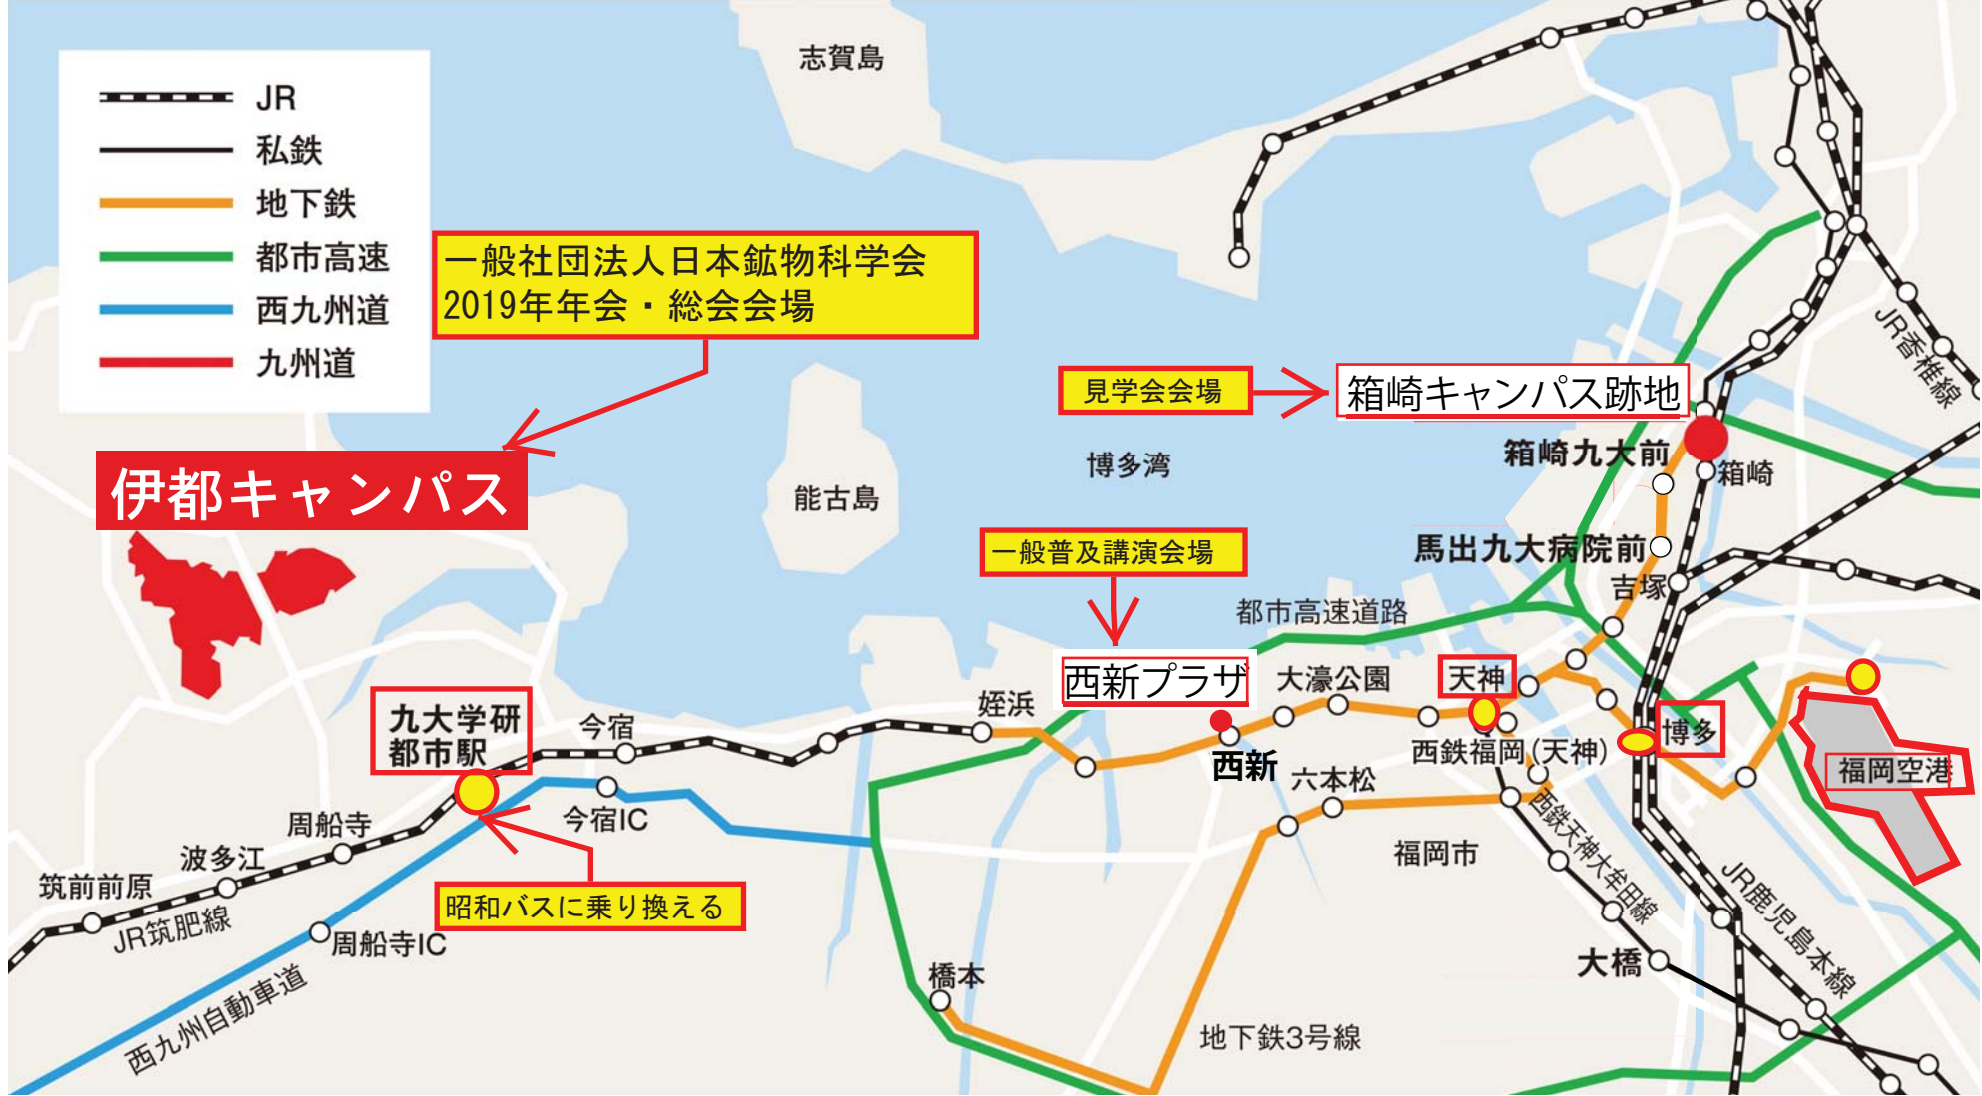 志賀島
JR
私鉄
地下鉄
都市高速
西九州道
九州道
一般社団法人日本鉱物科学会
2019年年会・総会会場
JR香椎線
見学会会場
箱崎キャンパス跡地
博多湾
箱崎九大前
箱崎
伊都キャンパス
能古島
一般普及講演会場
馬出九大病院前
吉塚
都市高速道路
西新プラザ
大濠公園
天神
姪浜
九大学研
都市駅
今宿
博多
西鉄福岡(天神)
西新
六本松
福岡空港
今宿IC
周船寺
福岡市
西鉄天神大牟田線
波多江
筑前前原
JR筑肥線
昭和バスに乗り換える
JR鹿児島本線
周船寺IC
大橋
橋本
西九州自動車道
地下鉄3号線